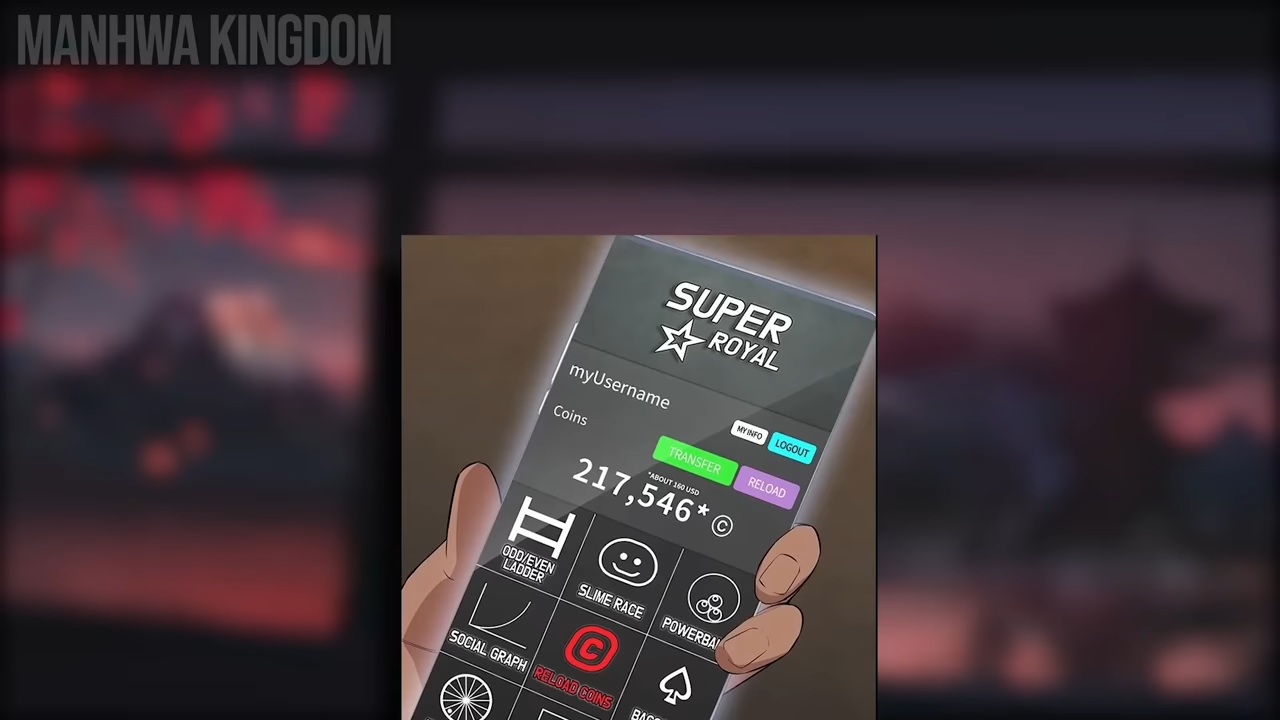 MANHWA KINGDOM
SUPER
ROYAL
myUsername
Coins
MY INFO
LOGOUT
TRANSFER
RELOAD
*ABOUT 160 USD
217,546*
©
ODD/EVEN
LADDER
SLIME RACE
SOCIAL GRAPH
RELOAD COINS